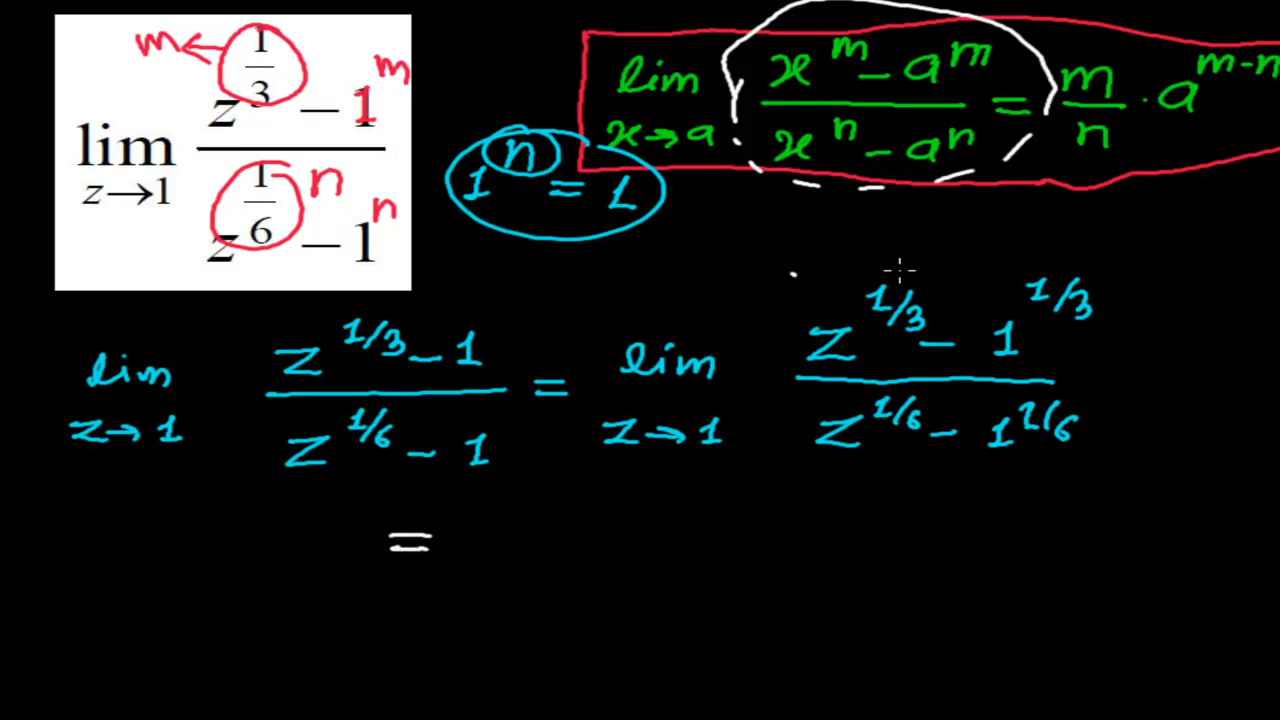 m ← 1/3 m
lim z→1 (z^(1/3) − 1)/(z^(1/6) − 1)
n n
lim x→a (x^m − a^m)/(x^n − a^n) = m/n · a^(m-n
1^n = 1
lim z→1 (z^(1/3) − 1)/(z^(1/6) − 1) = lim z→1 (z^(1/3) − 1^(1/3))/(z^(1/6) − 1^(1/6))
=